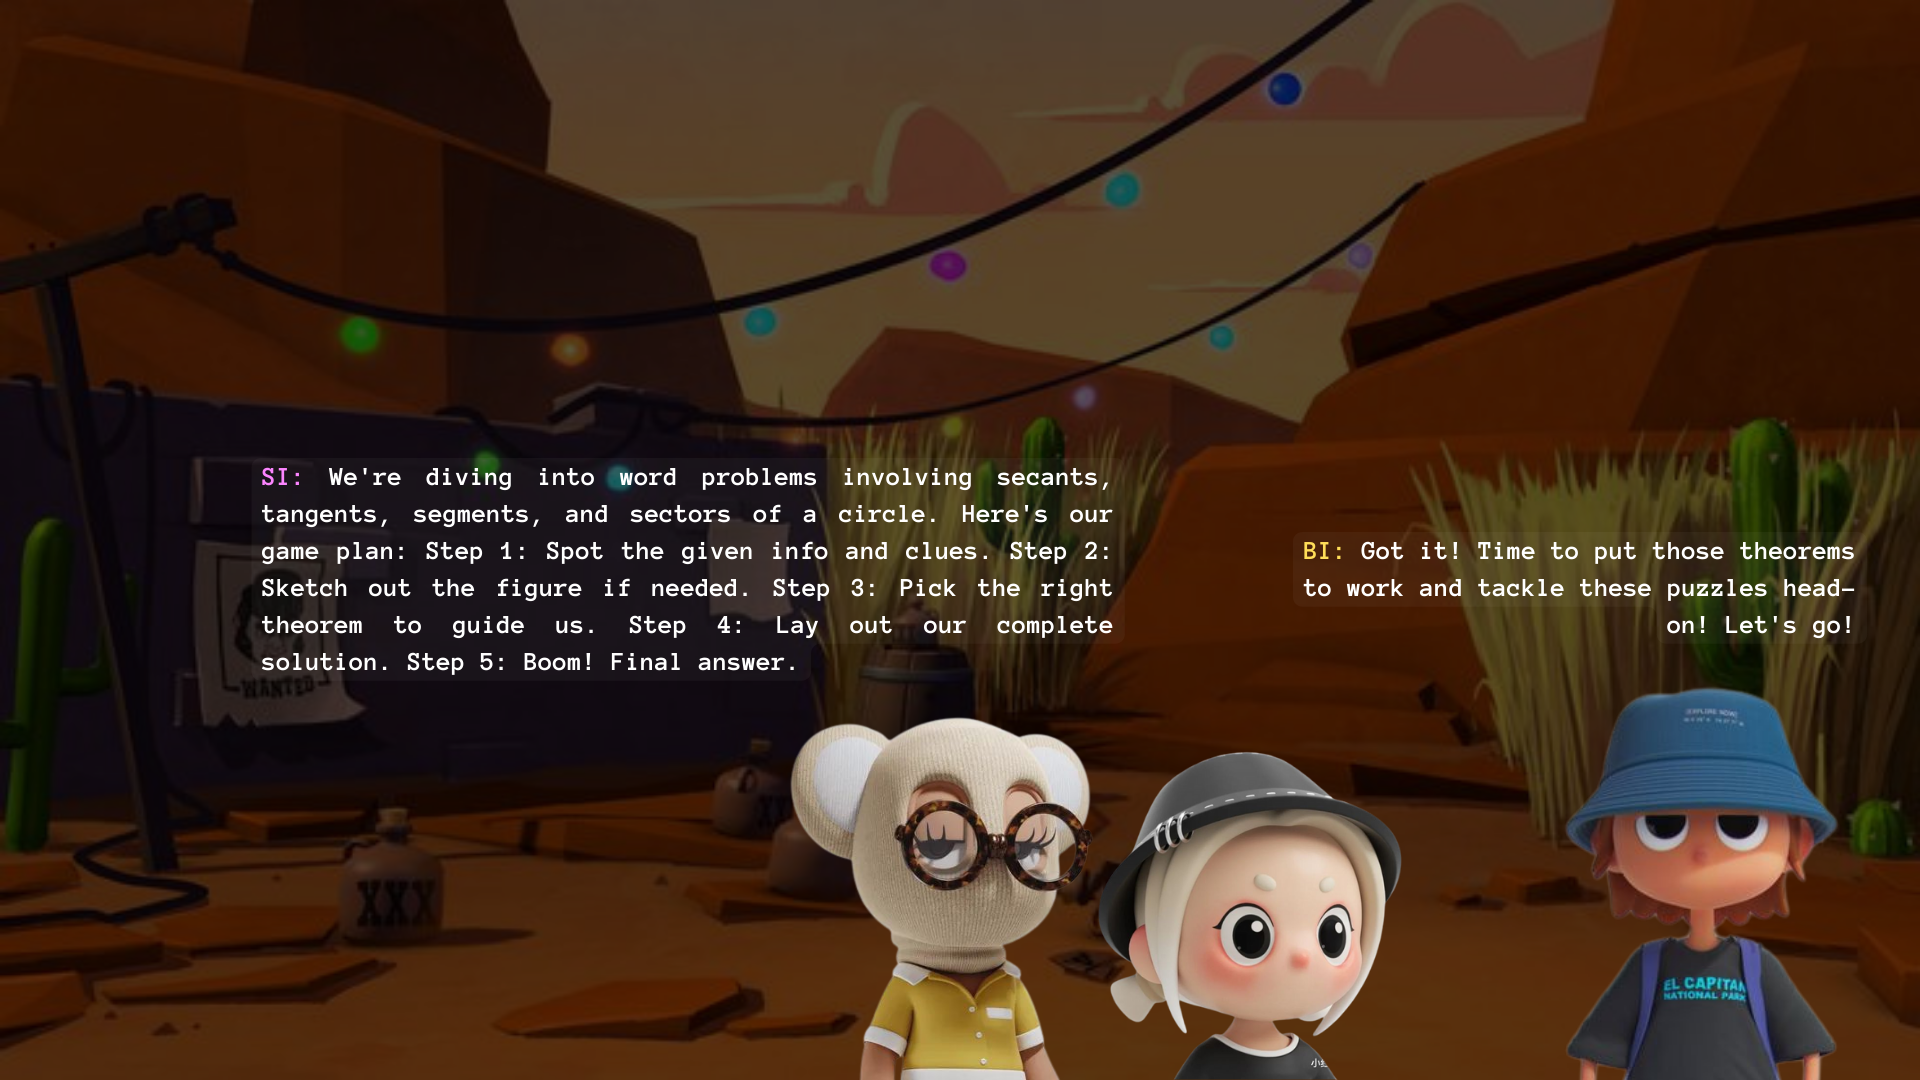 SI: We're diving into word problems involving secants,
tangents, segments, and sectors of a circle. Here's our
game plan: Step 1: Spot the given info and clues. Step 2:
Sketch out the figure if needed. Step 3: Pick the right
theorem to guide us. Step 4: Lay out our complete
solution. Step 5: Boom! Final answer.
BI: Got it! Time to put those theorems
to work and tackle these puzzles head-
on! Let's go!
WANTED
XXX
EL CAPITAN
NATIONAL PARK